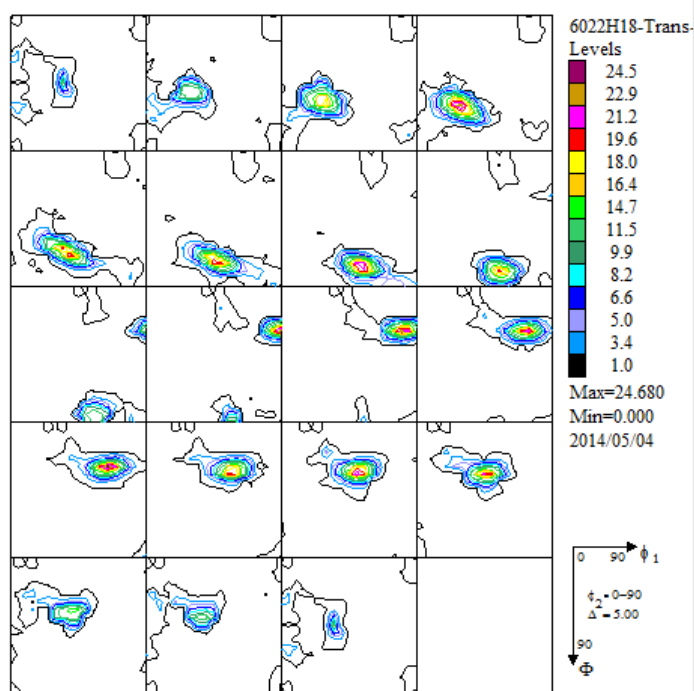 6022H18-Trans-
Levels
24.5
22.9
21.2
19.6
18.0
16.4
14.7
11.5
9.9
8.2
6.6
5.0
3.4
1.0
Max=24.680
Min=0.000
2014/05/04
0 90 ϕ1
ϕ2=0-90
Δ =5.00
90
Φ